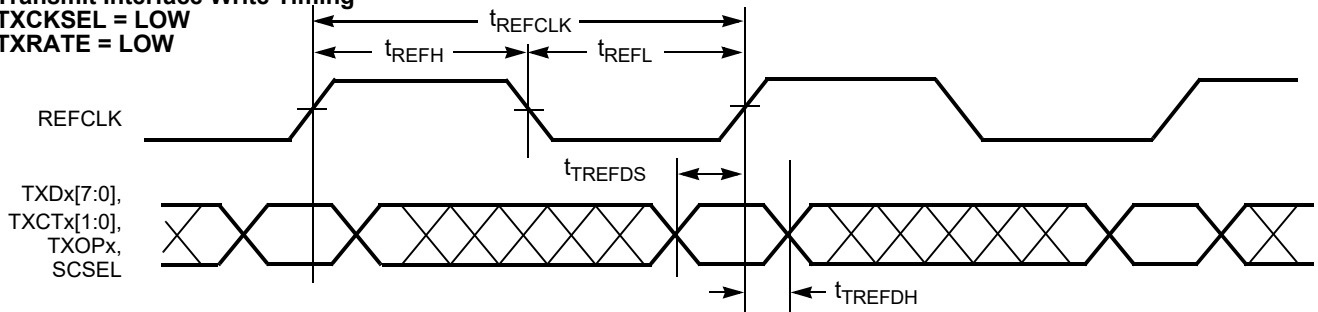 Transmit Interface Write Timing
TXCKSEL = LOW
TXRATE = LOW
tREFCLK
tREFH
tREFL
REFCLK
tTREFDS
TXDx[7:0],
TXCTx[1:0],
TXOPx,
SCSEL
tTREFDH